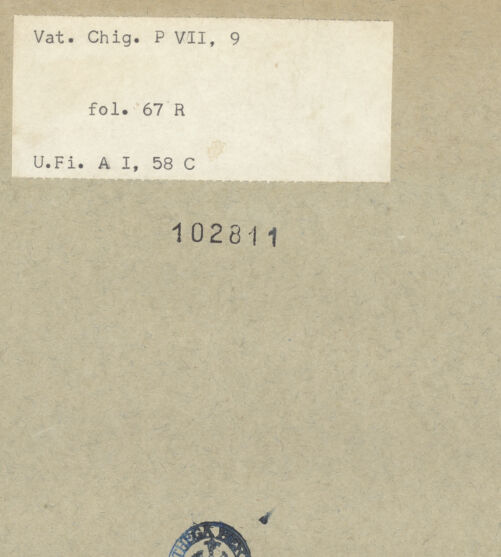 Vat. Chig. P VII, 9
fol. 67 R
U.Fi. A I, 58 C
102811